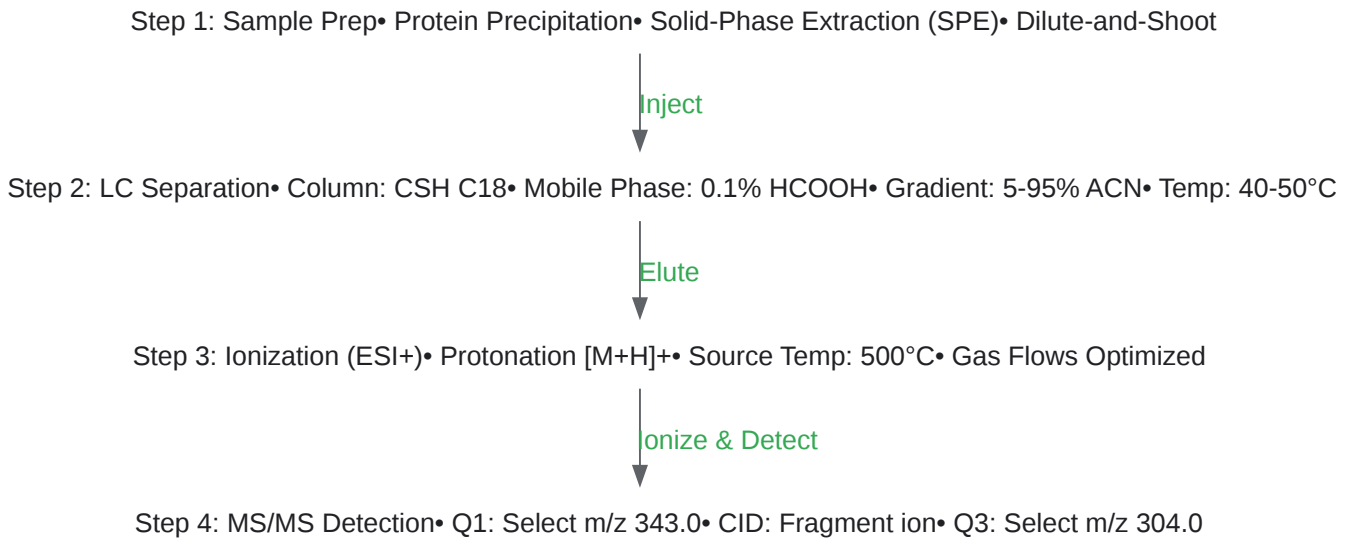 Step 1: Sample Prep• Protein Precipitation• Solid-Phase Extraction (SPE)• Dilute-and-Shoot
Inject
Step 2: LC Separation• Column: CSH C18• Mobile Phase: 0.1% HCOOH• Gradient: 5-95% ACN• Temp: 40-50°C
Elute
Step 3: Ionization (ESI+)• Protonation [M+H]+• Source Temp: 500°C• Gas Flows Optimized
Ionize & Detect
Step 4: MS/MS Detection• Q1: Select m/z 343.0• CID: Fragment ion• Q3: Select m/z 304.0